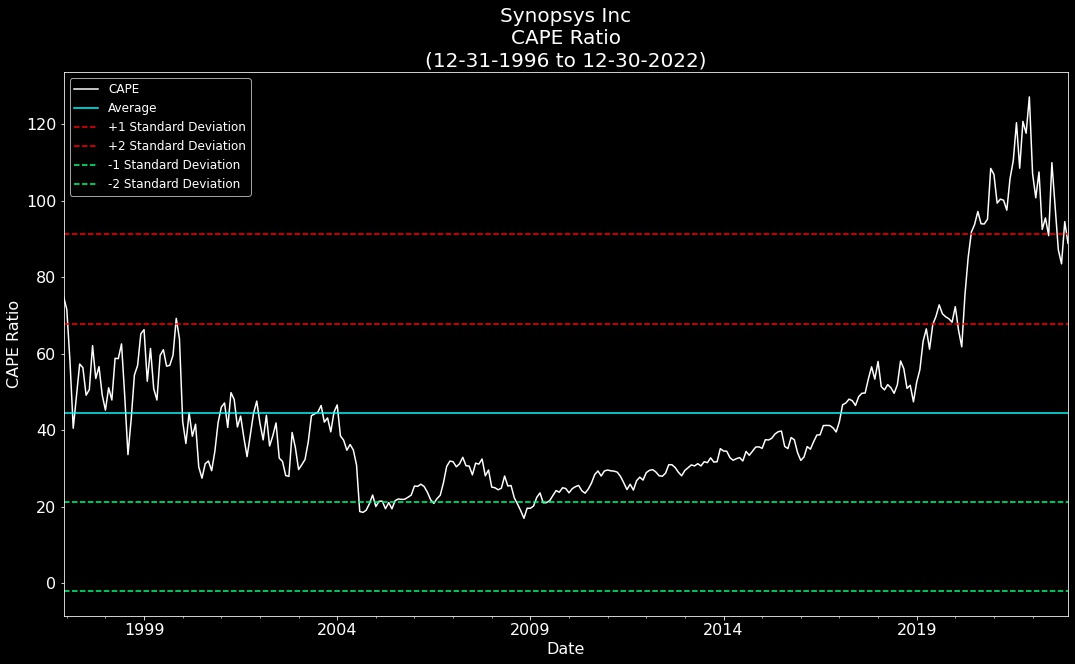 Synopsys Inc
CAPE Ratio
(12-31-1996 to 12-30-2022)
CAPE
Average
+1 Standard Deviation
+2 Standard Deviation
-1 Standard Deviation
-2 Standard Deviation
CAPE Ratio
120
100
80
60
40
20
0
1999 2004 2009 2014 2019
Date